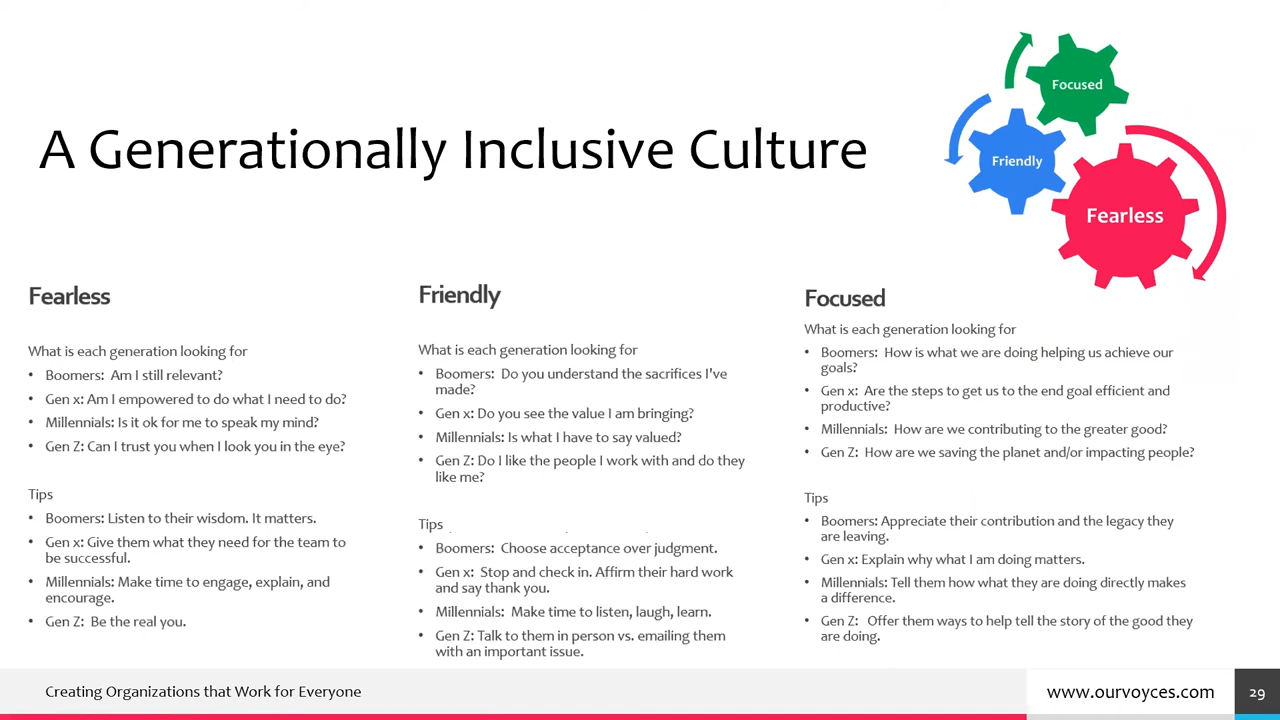 Focused
Friendly
Fearless
A Generationally Inclusive Culture
Fearless
What is each generation looking for
• Boomers:  Am I still relevant?
• Gen x: Am I empowered to do what I need to do?
• Millennials: Is it ok for me to speak my mind?
• Gen Z: Can I trust you when I look you in the eye?
Tips
• Boomers: Listen to their wisdom. It matters.
• Gen x: Give them what they need for the team to
be successful.
• Millennials: Make time to engage, explain, and
encourage.
• Gen Z:  Be the real you.
Friendly
What is each generation looking for
• Boomers:  Do you understand the sacrifices I've
made?
• Gen x: Do you see the value I am bringing?
• Millennials: Is what I have to say valued?
• Gen Z: Do I like the people I work with and do they
like me?
Tips
• Boomers:  Choose acceptance over judgment.
• Gen x:  Stop and check in. Affirm their hard work
and say thank you.
• Millennials:  Make time to listen, laugh, learn.
• Gen Z: Talk to them in person vs. emailing them
with an important issue.
Focused
What is each generation looking for
• Boomers:  How is what we are doing helping us achieve our
goals?
• Gen x:  Are the steps to get us to the end goal efficient and
productive?
• Millennials:  How are we contributing to the greater good?
• Gen Z:  How are we saving the planet and/or impacting people?
Tips
• Boomers: Appreciate their contribution and the legacy they
are leaving.
• Gen x: Explain why what I am doing matters.
• Millennials: Tell them how what they are doing directly makes
a difference.
• Gen Z:   Offer them ways to help tell the story of the good they
are doing.
Creating Organizations that Work for Everyone
www.ourvoyces.com
29